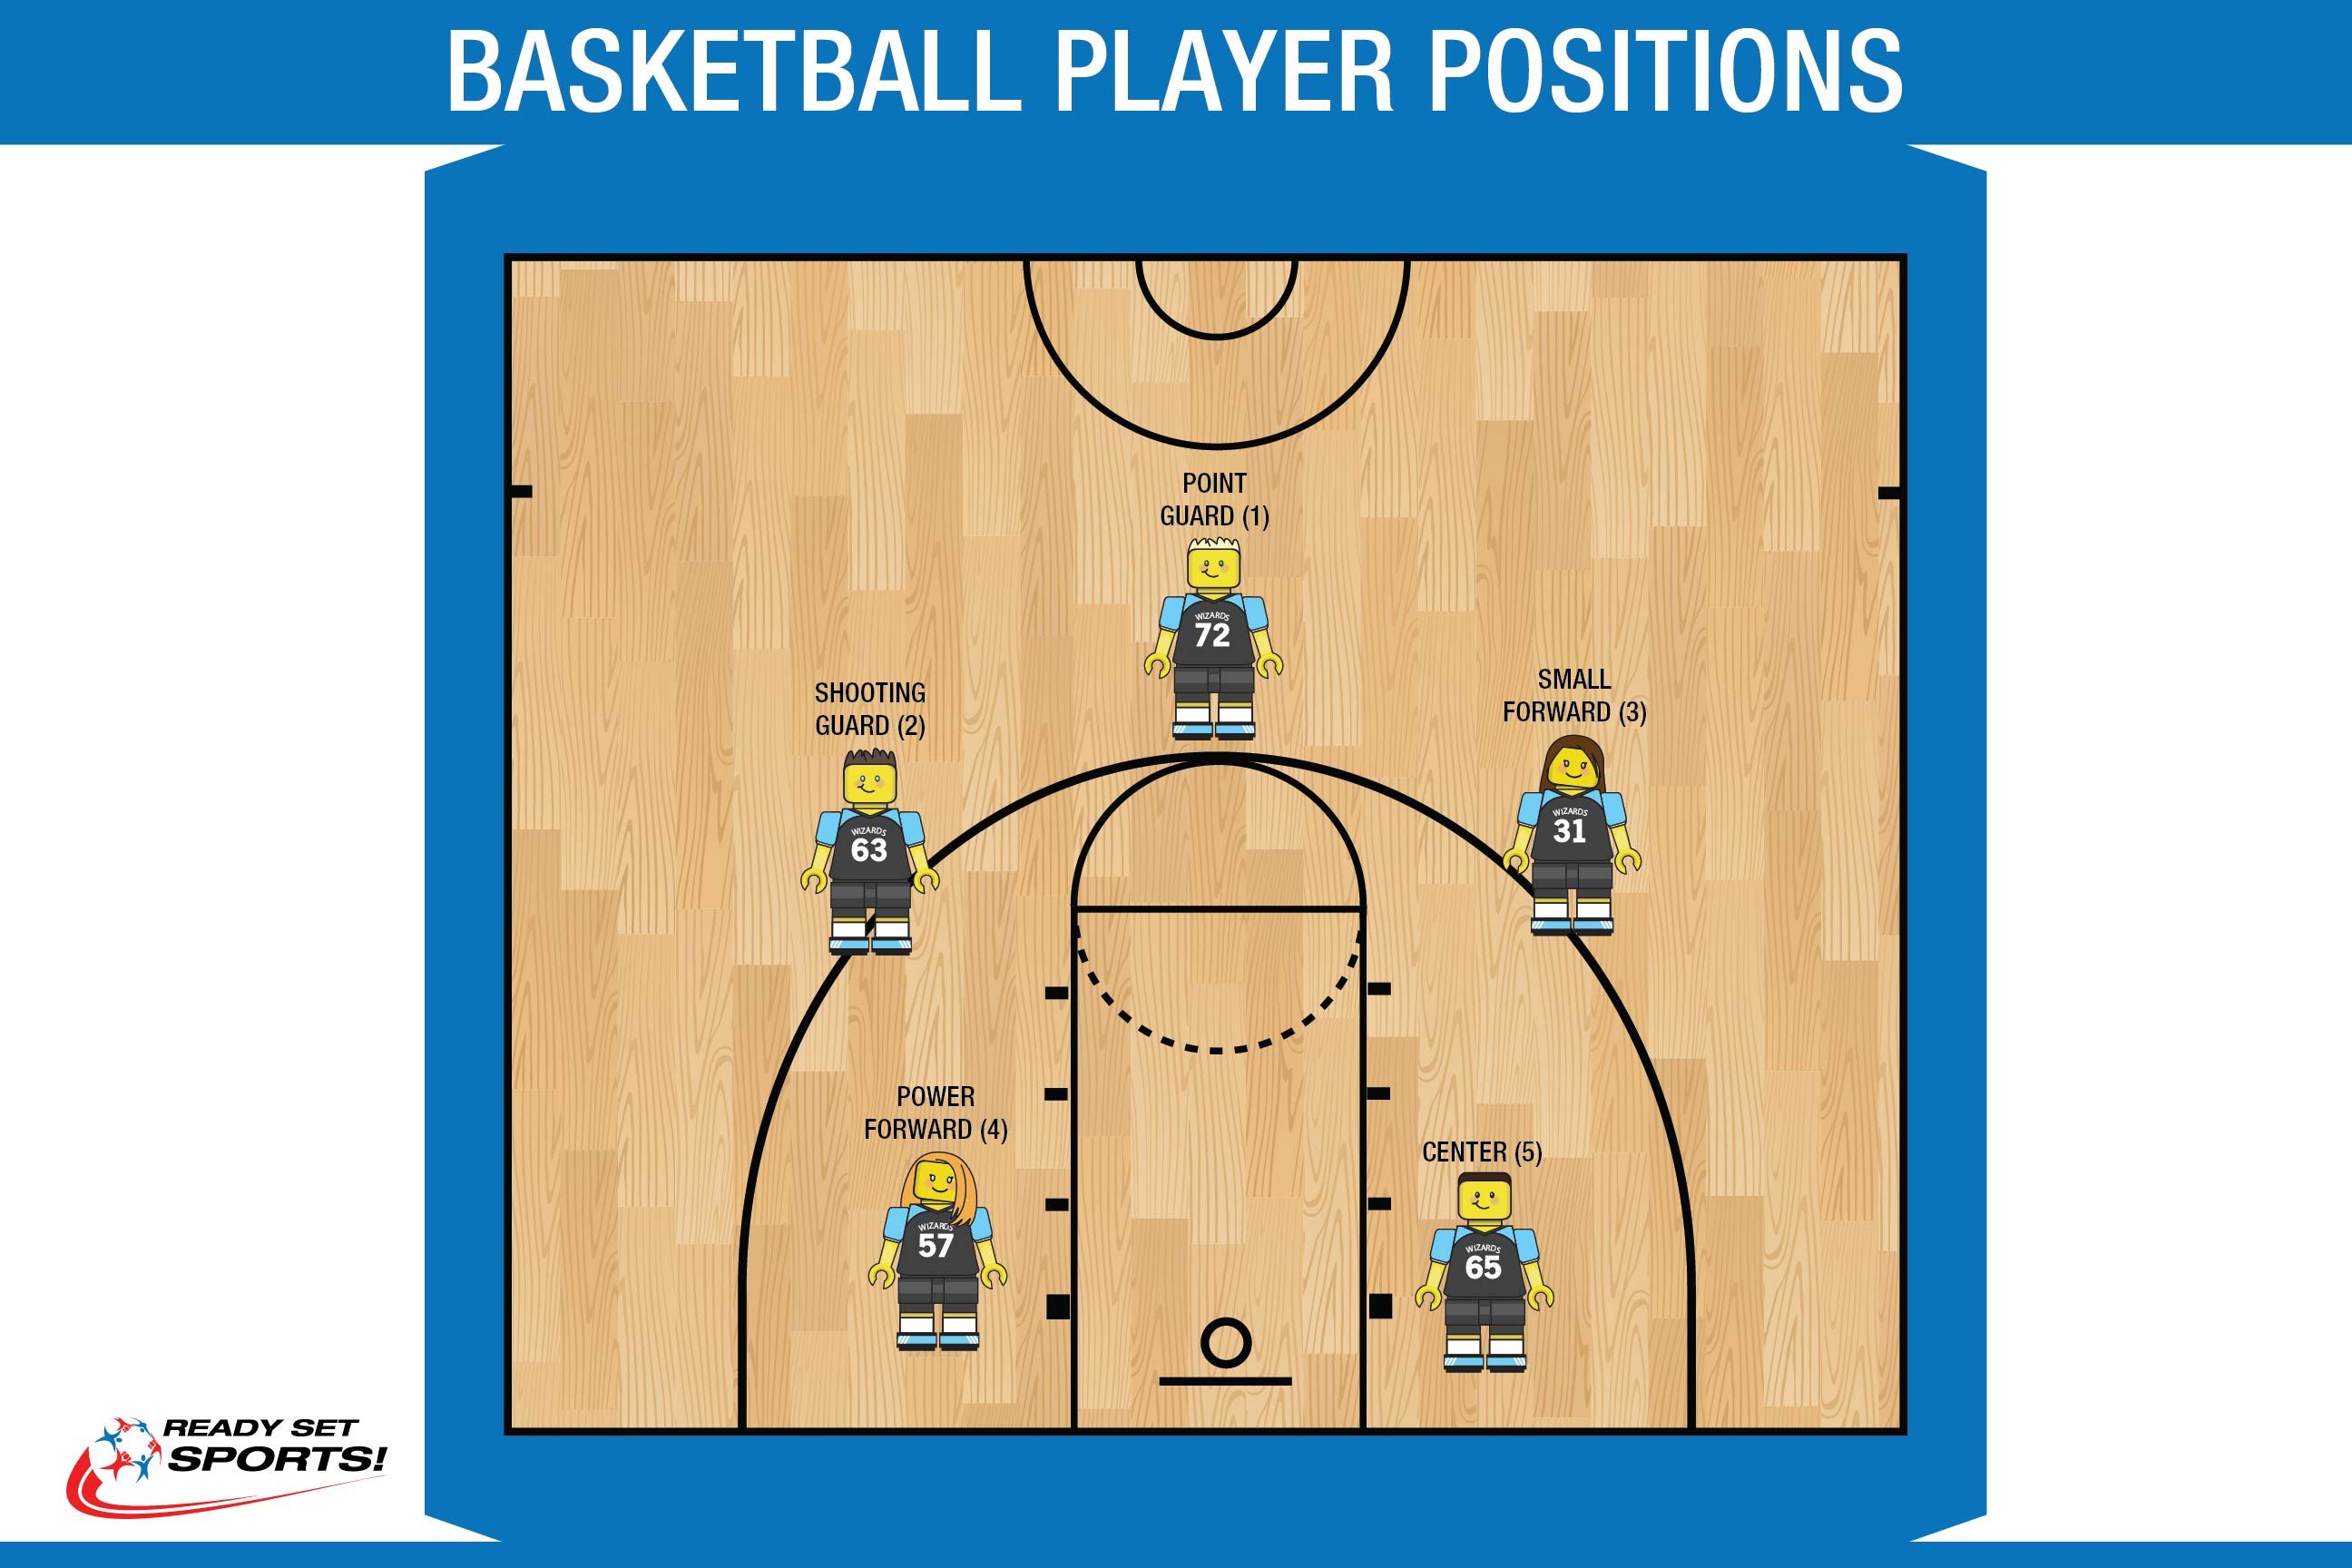 BASKETBALL PLAYER POSITIONS
POINT
GUARD (1)
WIZARDS
72
SHOOTING
GUARD (2)
WIZARDS
63
SMALL
FORWARD (3)
WIZARDS
31
POWER
FORWARD (4)
WIZARDS
57
CENTER (5)
WIZARDS
65
READY SET
SPORTS!